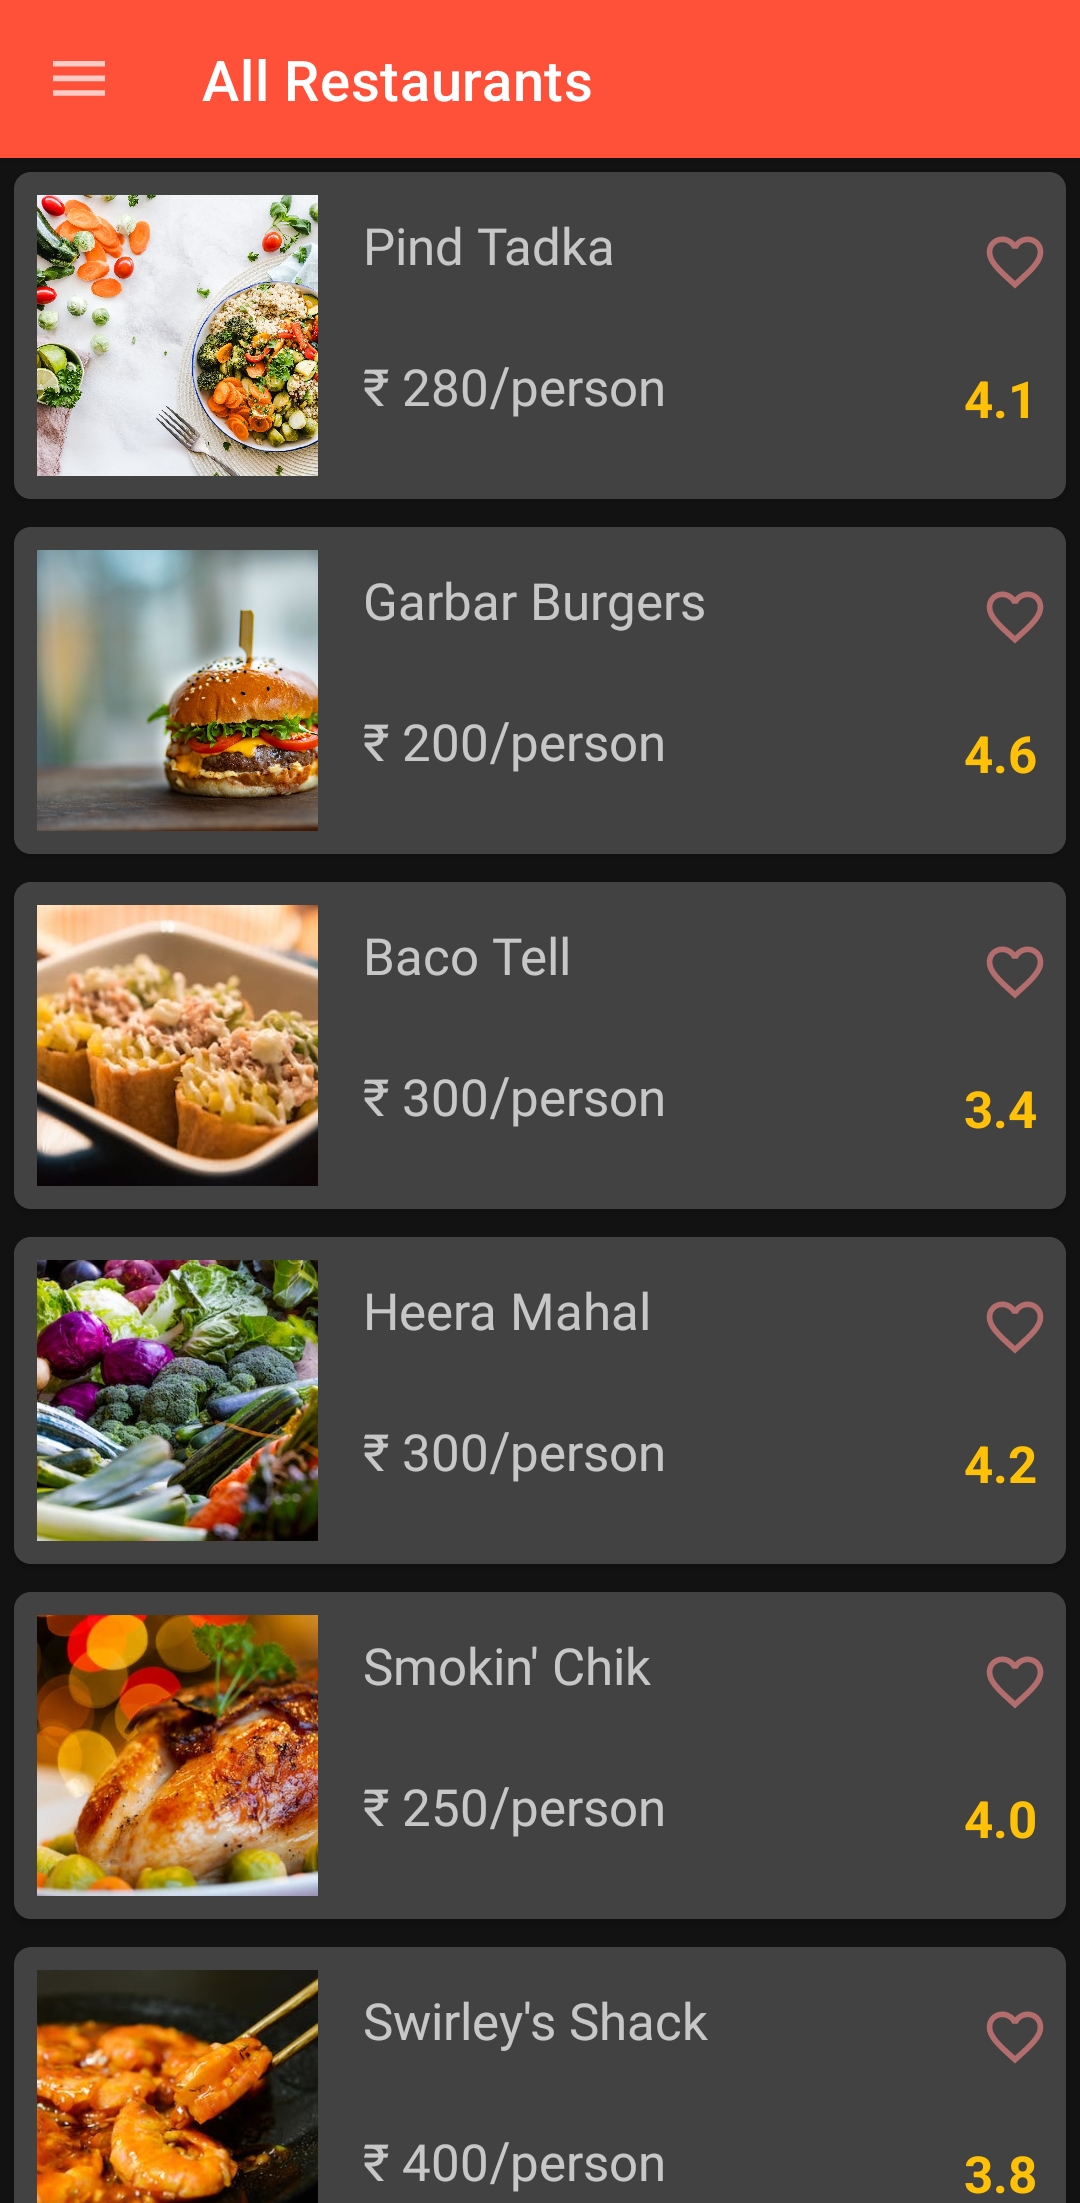 All Restaurants
Pind Tadka
₹ 280/person
4.1
Garbar Burgers
₹ 200/person
4.6
Baco Tell
₹ 300/person
3.4
Heera Mahal
₹ 300/person
4.2
Smokin' Chik
₹ 250/person
4.0
Swirley's Shack
₹ 400/person
3.8